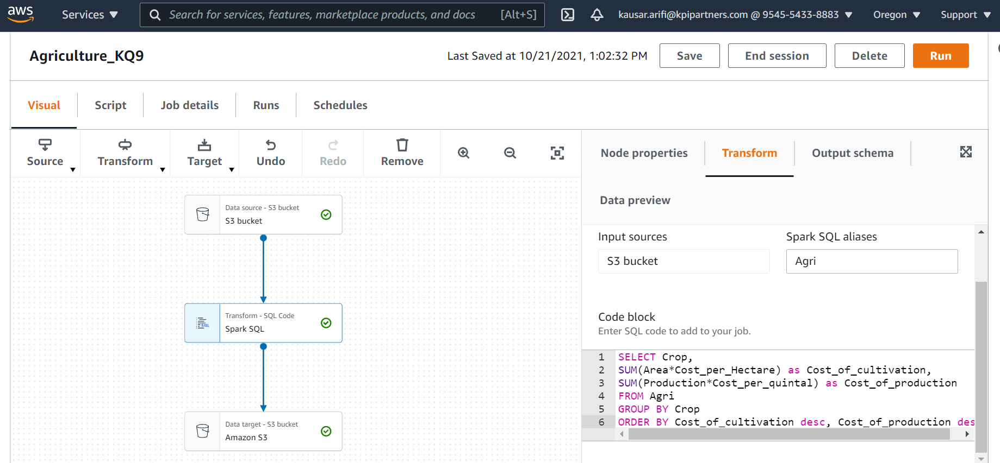 aws Services Search for services, features, marketplace products, and docs [Alt+S] kausar.arifi@kpipartners.com @ 9545-5433-8883 Oregon Support
Agriculture_KQ9 Last Saved at 10/21/2021, 1:02:32 PM Save End session Delete Run
Visual Script Job details Runs Schedules
Source Transform Target Undo Redo Remove
Node properties Transform Output schema
Data preview
Data source - S3 bucket
S3 bucket
Transform - SQL Code
Spark SQL
SQL
Data target - S3 bucket
Amazon S3
Input sources Spark SQL aliases
S3 bucket Agri
Code block
Enter SQL code to add to your job.
1 SELECT Crop,
2 SUM(Area*Cost_per_Hectare) as Cost_of_cultivation,
3 SUM(Production*Cost_per_quintal) as Cost_of_production
4 FROM Agri
5 GROUP BY Crop
6 ORDER BY Cost_of_cultivation desc, Cost_of_production des